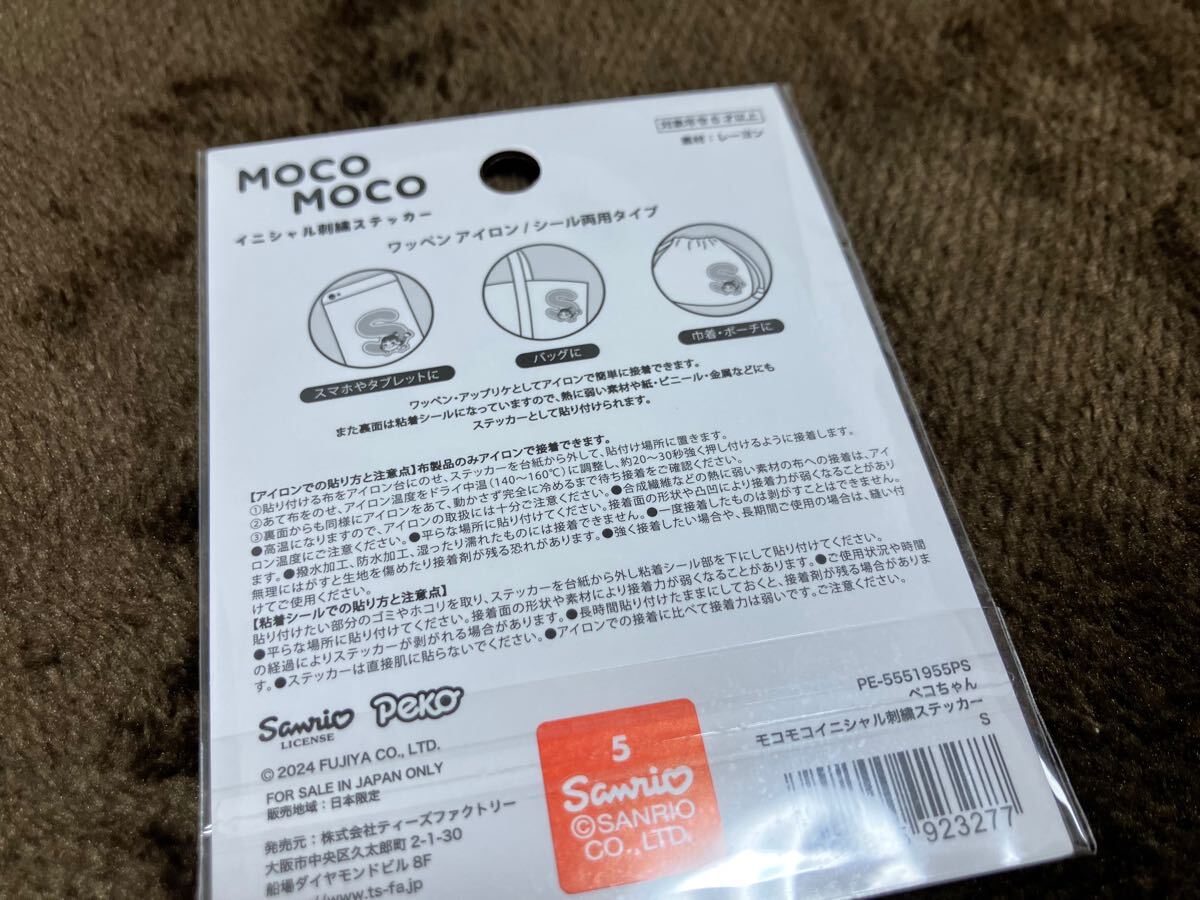 MOCO
MOCO
イニシャル刺繍ステッカー
対象年令6才以上
素材：レーヨン
ワッペン アイロン / シール両用タイプ
スマホやタブレットに
バッグに
巾着・ポーチに
ワッペン・アップリケとしてアイロンで簡単に接着できます。
また裏面は粘着シールになっていますので、熱に弱い素材や紙・ビニール・金属などにも
ステッカーとして貼り付けられます。
【アイロンでの貼り方と注意点】布製品のみアイロンで接着できます。
①貼り付ける布をアイロン台にのせ、ステッカーを台紙から外して、貼付け場所に置きます。
②あて布をのせ、アイロン温度をドライ中温（140〜160℃）に調整し、約20〜30秒強く押し付けるように接着します。
③裏面からも同様にアイロンをあて、動かさず完全に冷めるまで待ち接着をご確認ください。
●高温になりますので、アイロンの取扱には十分ご注意ください。●合成繊維などの熱に弱い素材の布への接着は、アイ
ロン温度にご注意ください。●平らな場所に貼り付けてください。接着面の形状や凸凹により接着力が弱くなることがあり
ます。●撥水加工、防水加工、湿ったり濡れたものには接着できません。●一度接着したものは剥がすことはできません。
無理にはがすと生地を傷めたり接着剤が残る恐れがあります。●強く接着したい場合や、長期間ご使用の場合は、縫い付
けてご使用ください。
【粘着シールでの貼り方と注意点】
貼り付けたい部分のゴミやホコリを取り、ステッカーを台紙から外し粘着シール部を下にして貼り付けてください。
●平らな場所に貼り付けてください。接着面の形状や素材により接着力が弱くなることがあります。●ご使用状況や時間
の経過によりステッカーが剥がれる場合があります。●長時間貼り付けたままにしておくと、接着剤が残る場合がありま
す。●ステッカーは直接肌に貼らないでください。●アイロンでの接着に比べて接着力は弱いです。ご注意ください。
Sanrio
LICENSE
Peko
© 2024 FUJIYA CO., LTD.
FOR SALE IN JAPAN ONLY
販売地域：日本限定
発売元：株式会社ティーズファクトリー
大阪市中央区久太郎町 2-1-30
船場ダイヤモンドビル 8F
//www.ts-fa.jp/
5
Sanrio
©SANRIO
CO.,LTD.
PE-5551955PS
ペコちゃん
モコモコイニシャル刺繍ステッカー
S
923277